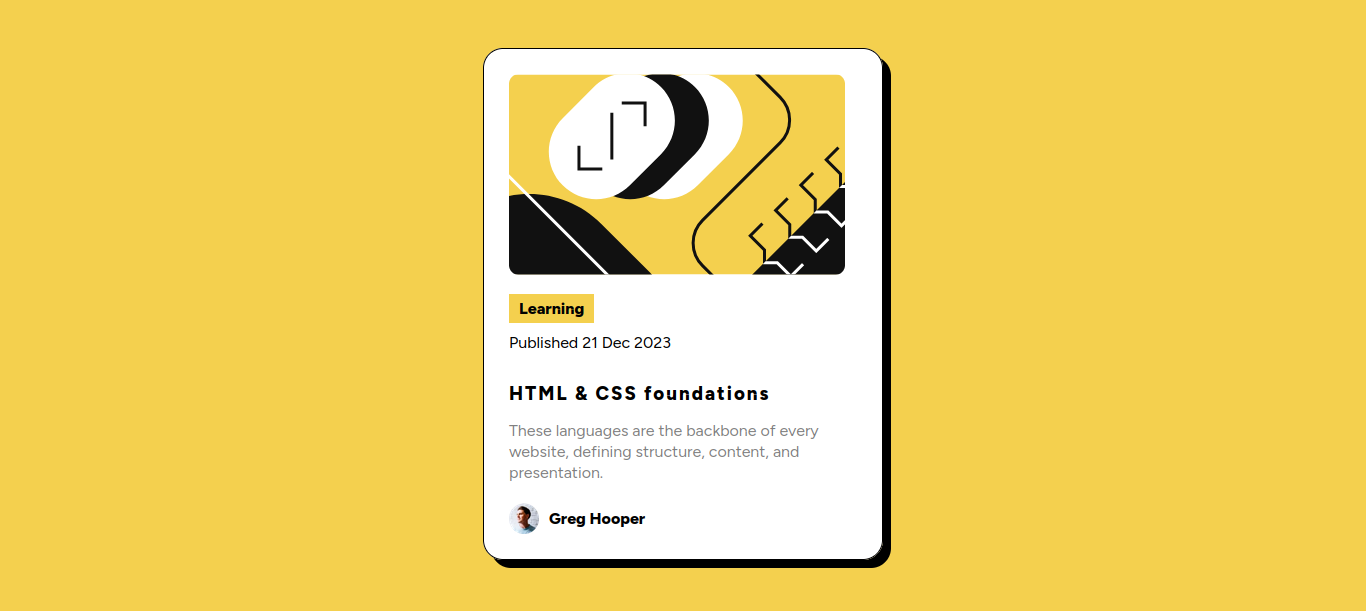 Learning
Published 21 Dec 2023
HTML & CSS foundations
These languages are the backbone of every
website, defining structure, content, and
presentation.
Greg Hooper